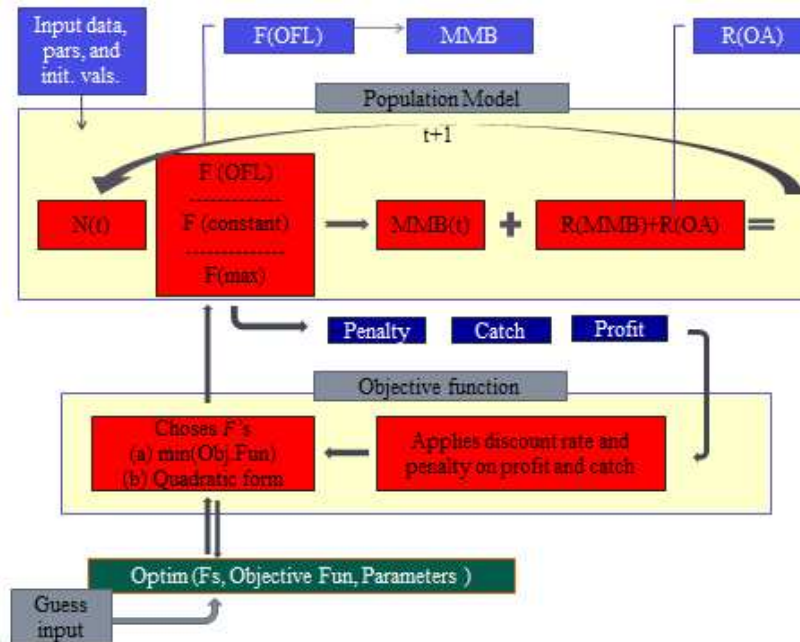 Input data,
pars, and
init. vals.
F(OFL)
MMB
R(OA)
Population Model
t+1
N(t)
F (OFL)
-------------
F (constant)
-------------
F(max)
MMB(t)
+
R(MMB)+R(OA)
=
Penalty
Catch
Profit
Objective function
Choses F's
(a) min(Obj.Fun)
(b) Quadratic form
Applies discount rate and
penalty on profit and catch
Optim (Fs, Objective Fun, Parameters )
Guess
input